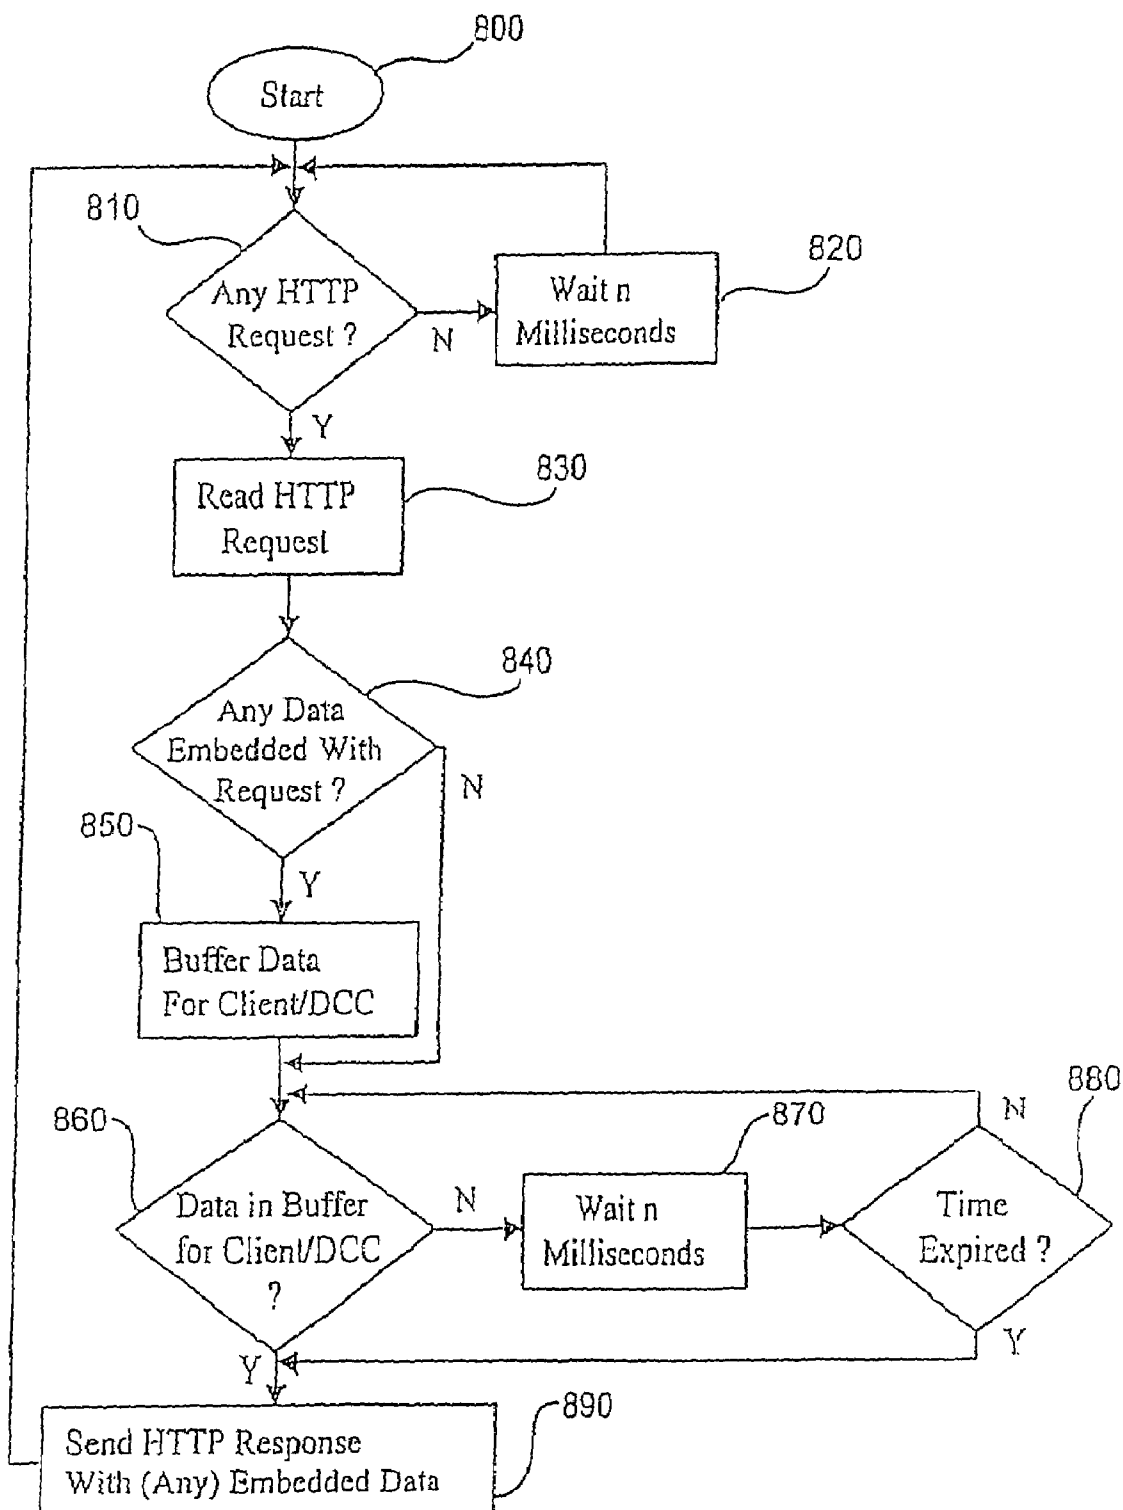 800
Start
810
Any HTTP
Request ?
N
Wait n
Milliseconds
820
Y
Read HTTP
Request
830
840
Any Data
Embedded With
Request ?
N
850
Y
Buffer Data
For Client/DCC
860
Data in Buffer
for Client/DCC
?
N
870
Wait n
Milliseconds
880
N
Time
Expired ?
Y
Y
890
Send HTTP Response
With (Any) Embedded Data